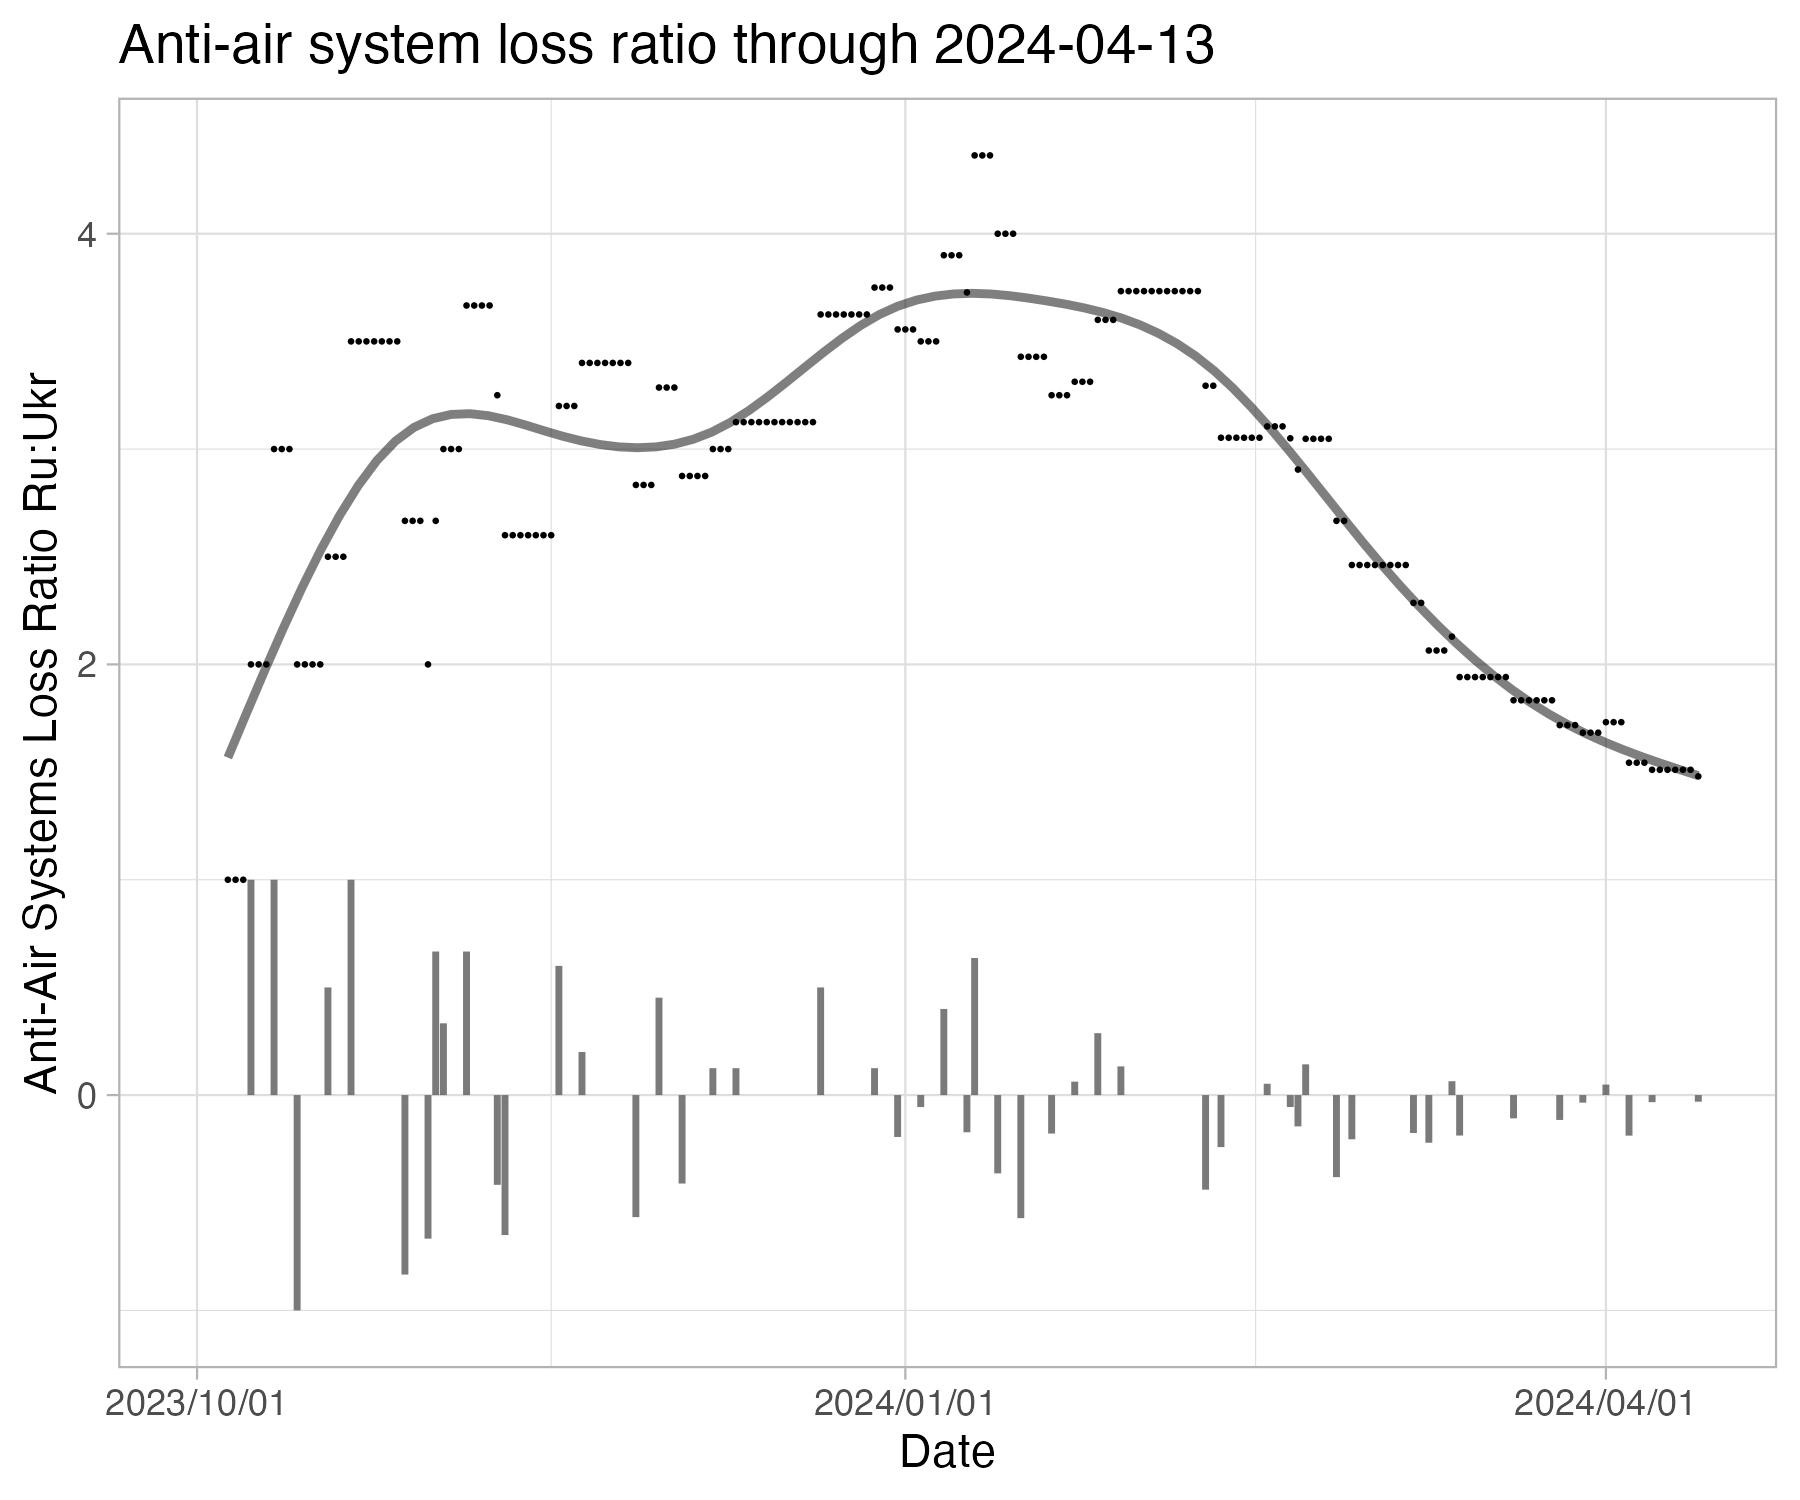 Anti-air system loss ratio through 2024-04-13
Anti-Air Systems Loss Ratio Ru:Ukr
4
2
0
2023/10/01
2024/01/01
2024/04/01
Date